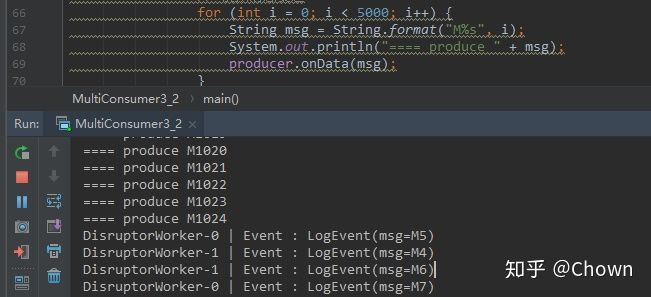 66 for (int i = 0; i < 5000; i++) {
67 String msg = String.format("M%s", i);
68 System.out.println("==== produce " + msg);
69 producer.onData(msg);
70 }
MultiConsumer3_2 › main()
Run: MultiConsumer3_2 ×
==== produce M1020
==== produce M1021
==== produce M1022
==== produce M1023
==== produce M1024
DisruptorWorker-0 | Event : LogEvent(msg=M5)
DisruptorWorker-1 | Event : LogEvent(msg=M4)
DisruptorWorker-1 | Event : LogEvent(msg=M6)
DisruptorWorker-0 | Event : LogEvent(msg=M7)
知乎 @Chown